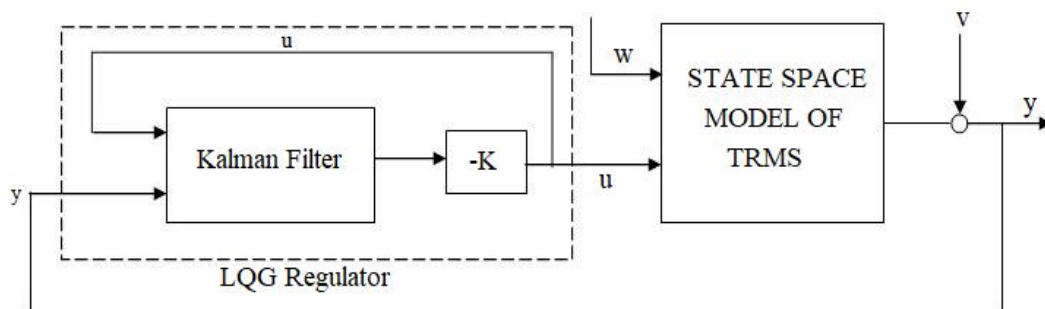 u
w
v
STATE SPACE
MODEL OF
TRMS
y
Kalman Filter
-K
u
y
LQG Regulator